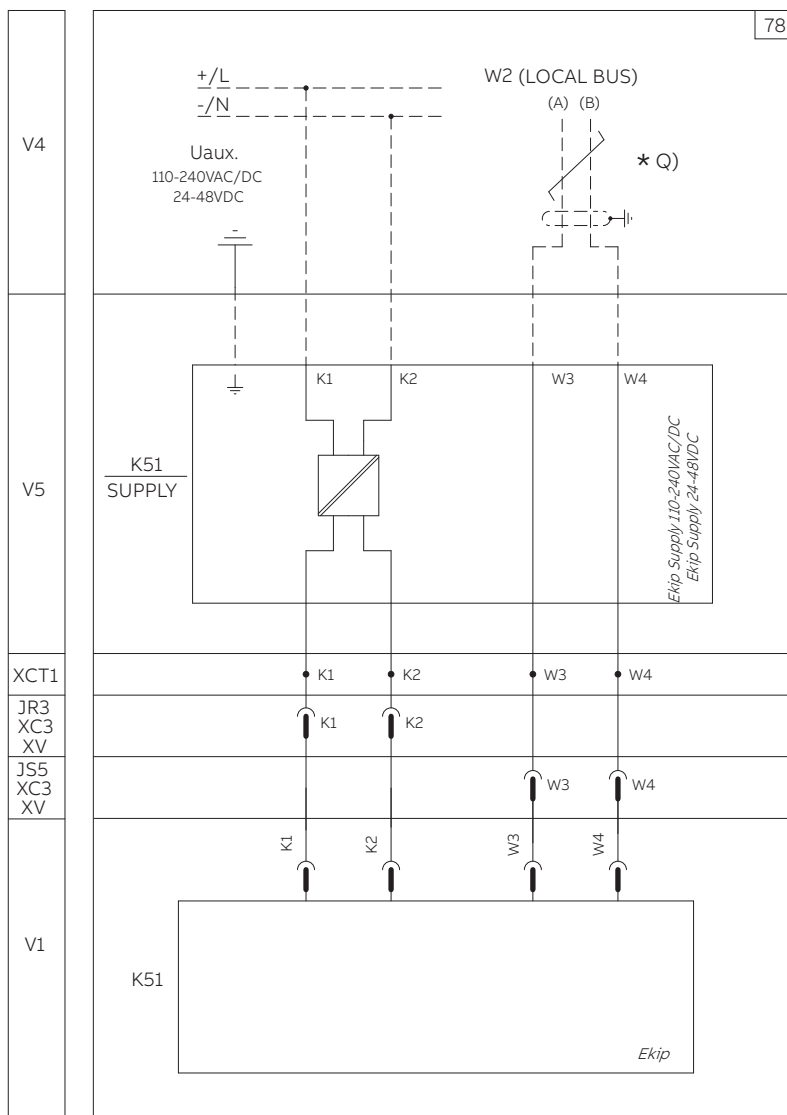 78
+/L
-/N
W2 (LOCAL BUS)
(A) (B)
V4
Uaux.
110-240VAC/DC
24-48VDC
* Q)
K1 K2 W3 W4
V5
K51
SUPPLY
Ekip Supply 110-240VAC/DC
Ekip Supply 24-48VDC
XCT1
K1 K2 W3 W4
JR3
XC3
XV
K1 K2
JS5
XC3
XV
W3 W4
K1 K2 W3 W4
V1
K51
Ekip